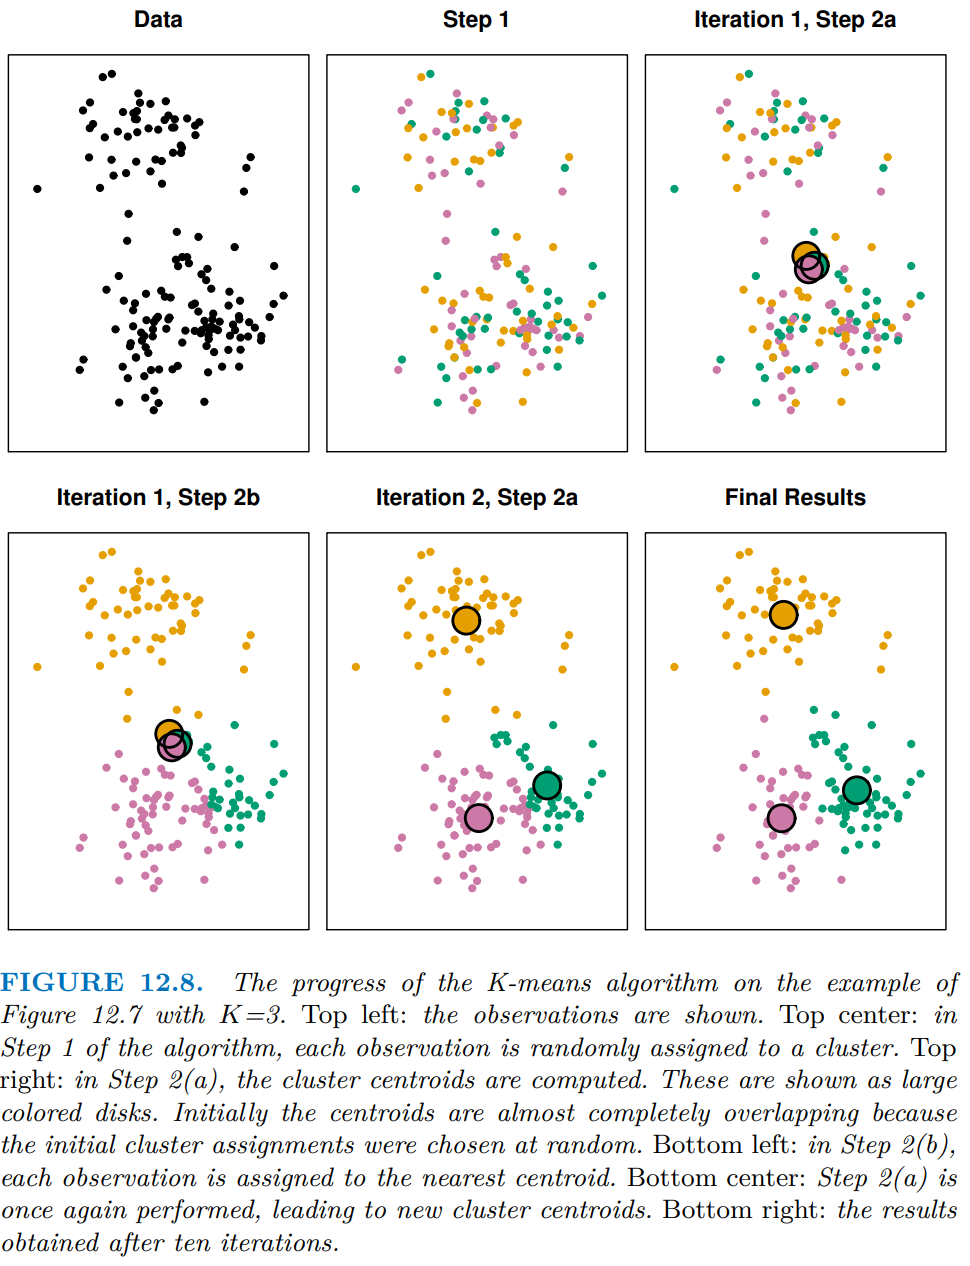 Data
Step 1
Iteration 1, Step 2a
Iteration 1, Step 2b
Iteration 2, Step 2a
Final Results
FIGURE 12.8. The progress of the K-means algorithm on the example of
Figure 12.7 with K=3. Top left: the observations are shown. Top center: in
Step 1 of the algorithm, each observation is randomly assigned to a cluster. Top
right: in Step 2(a), the cluster centroids are computed. These are shown as large
colored disks. Initially the centroids are almost completely overlapping because
the initial cluster assignments were chosen at random. Bottom left: in Step 2(b),
each observation is assigned to the nearest centroid. Bottom center: Step 2(a) is
once again performed, leading to new cluster centroids. Bottom right: the results
obtained after ten iterations.